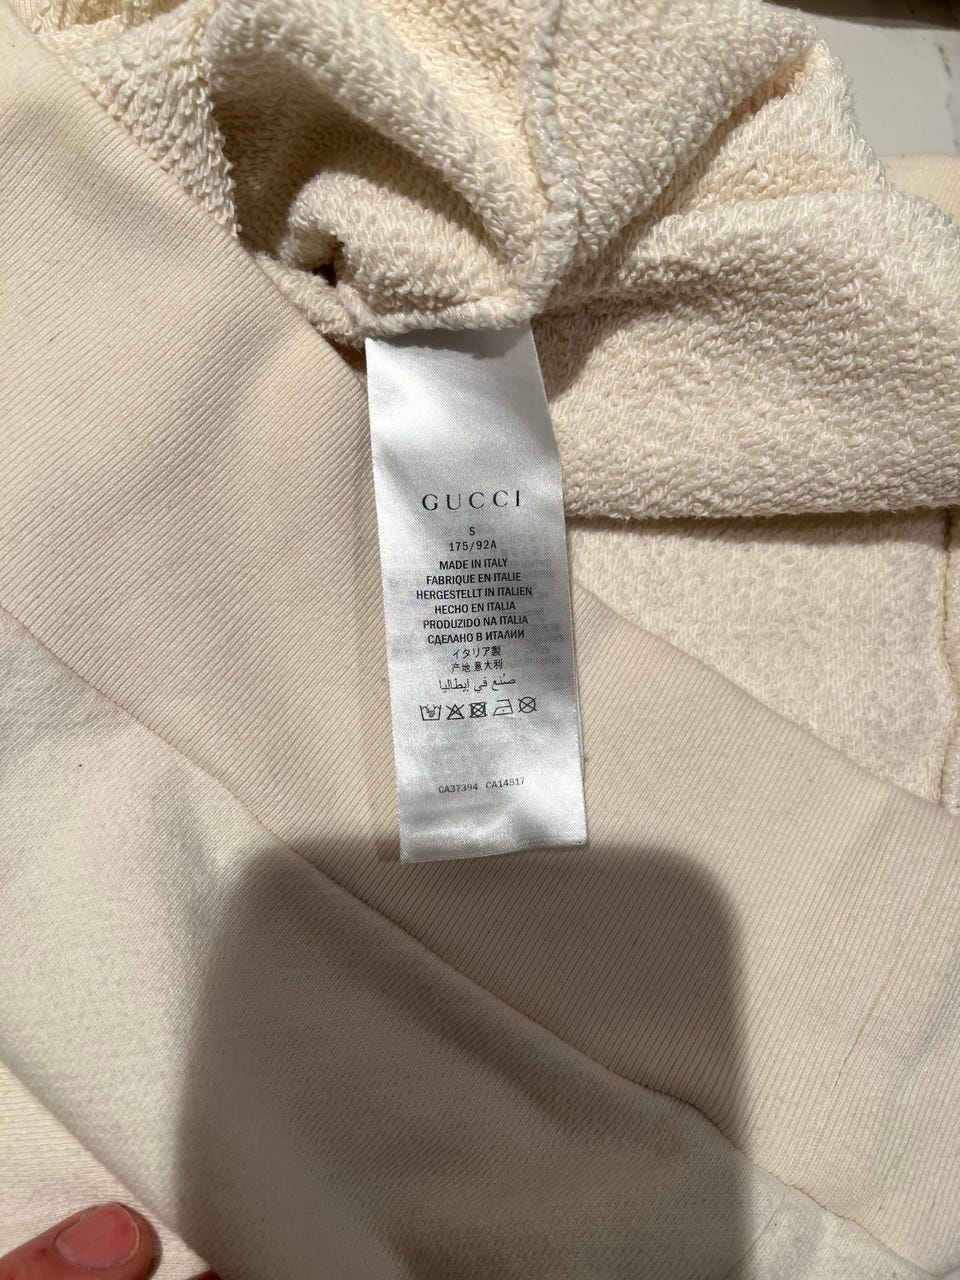 GUCCI
S
175/92A
MADE IN ITALY
FABRIQUE EN ITALIE
HERGESTELLT IN ITALIEN
HECHO EN ITALIA
PRODUZIDO NA ITALIA
СДЕЛАНО В ИТАЛИИ
イタリア製
产地 意大利
صُنع في إيطاليا
CA37394 CA14517